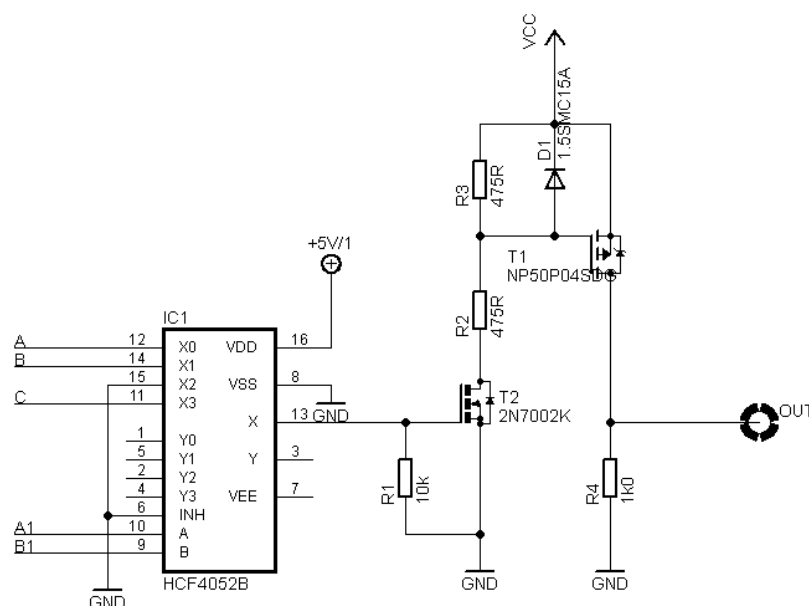 VCC
D1
1.5SMC15A
R3
475R
+5V/1
T1
NP50P04SDG
R2
475R
IC1
A 12 X0 VDD 16
B 14 X1
15 X2 VSS 8
C 11 X3
GND
X 13
T2
2N7002K
OUT
1 Y0
5 Y1 Y 3
2 Y2
4 Y3 VEE 7
6 INH
A1 10 A
B1 9 B
R1
10k
R4
1k0
HCF4052B
GND
GND
GND